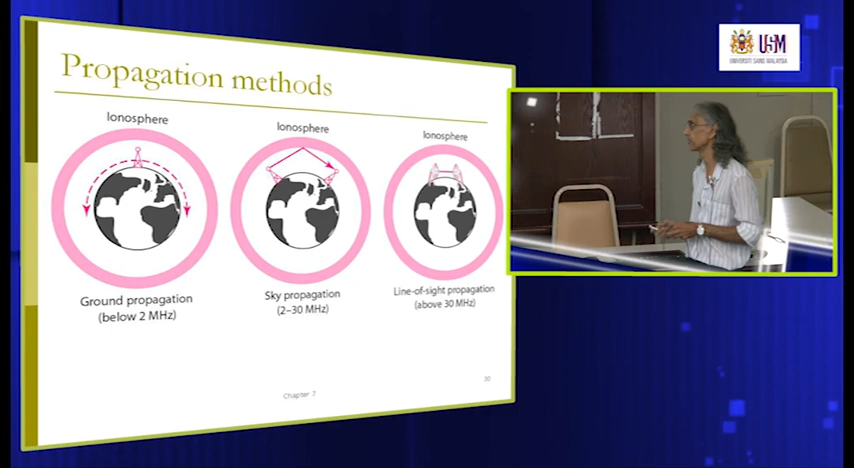 Propagation methods
Ionosphere
Ionosphere
Ionosphere
Ground propagation
(below 2 MHz)
Sky propagation
(2–30 MHz)
Line-of-sight propagation
(above 30 MHz)
Chapter 7
30
USM
UNIVERSITI SAINS MALAYSIA